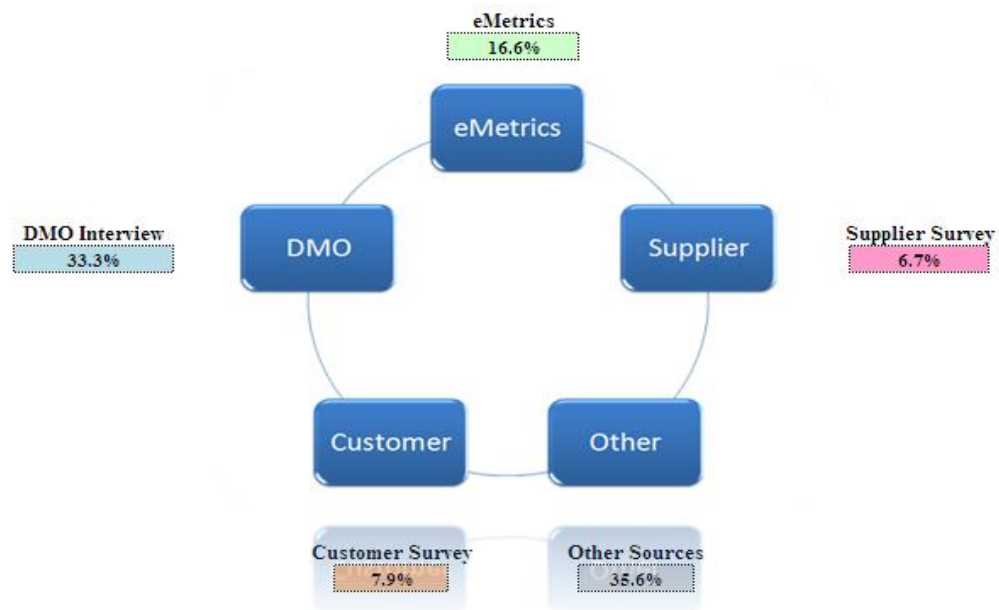 eMetrics
16.6%
eMetrics
DMO Interview
33.3%
DMO
Supplier
Supplier Survey
6.7%
Customer
Other
Customer Survey
7.9%
Other Sources
35.6%